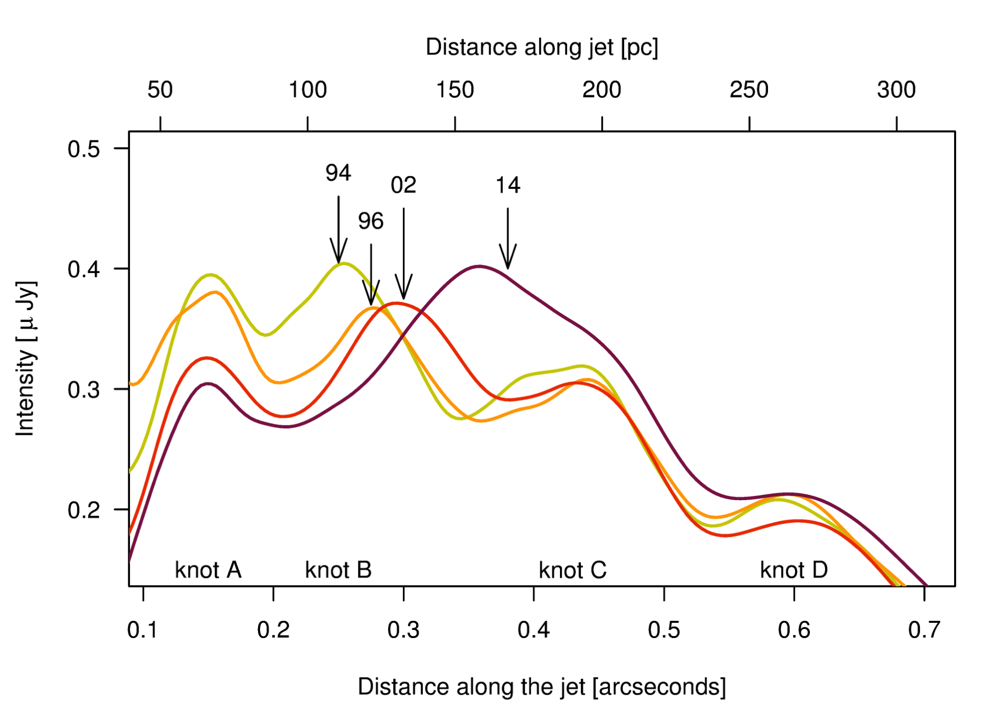 Distance along jet [pc]
50 100 150 200 250 300
0.5
94
02
14
96
0.4
Intensity [ μ Jy]
0.3
0.2
knot A knot B knot C knot D
0.1 0.2 0.3 0.4 0.5 0.6 0.7
Distance along the jet [arcseconds]